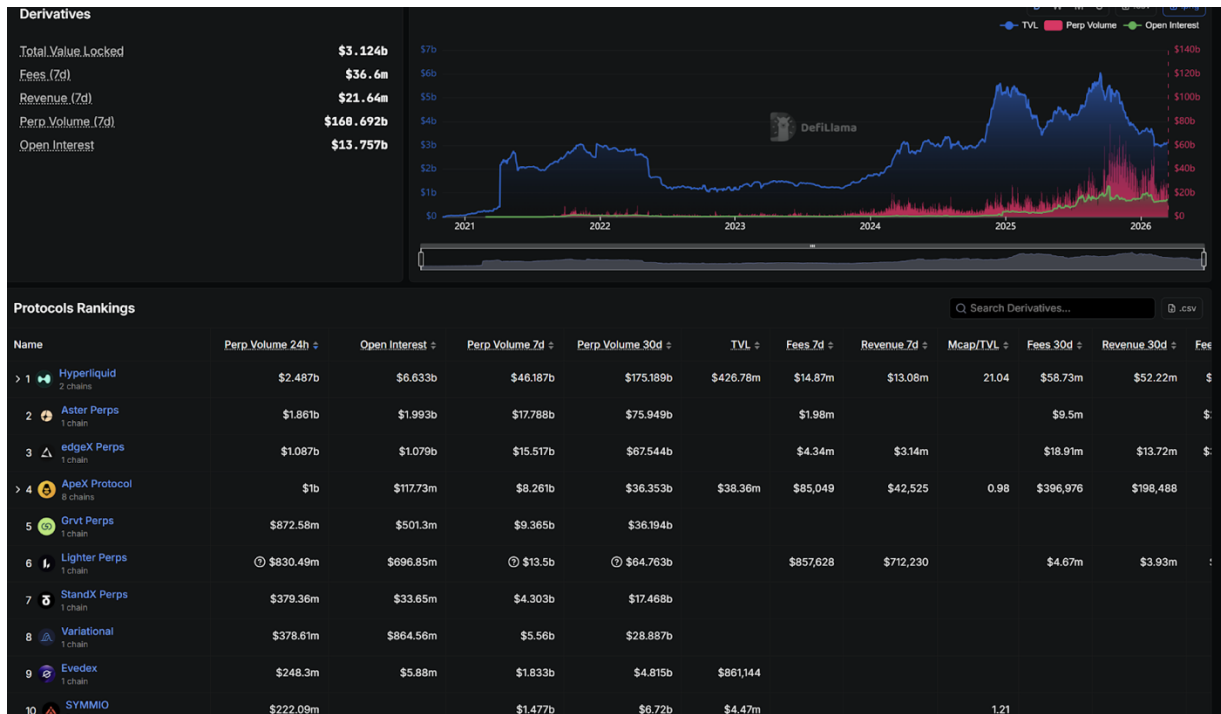 Derivatives
Total Value Locked $3.124b
Fees (7d) $36.6m
Revenue (7d) $21.64m
Perp Volume (7d) $160.692b
Open Interest $13.757b
TVL Perp Volume Open Interest
$7b $140b
$6b $120b
$5b $100b
$4b $80b
$3b $60b
$2b $40b
$1b $20b
$0 $0
DefiLlama
2021 2022 2023 2024 2025 2026
Protocols Rankings
Search Derivatives... .csv
Name Perp Volume 24h Open Interest Perp Volume 7d Perp Volume 30d TVL Fees 7d Revenue 7d Mcap/TVL Fees 30d Revenue 30d Fee
1 Hyperliquid $2.487b $6.633b $46.187b $175.189b $426.78m $14.87m $13.08m 21.04 $58.73m $52.22m $
2 chains
2 Aster Perps $1.861b $1.993b $17.788b $75.949b $1.98m $9.5m $
1 chain
3 edgeX Perps $1.087b $1.079b $15.517b $67.544b $4.34m $3.14m $18.91m $13.72m $
1 chain
4 ApeX Protocol $1b $117.73m $8.261b $36.353b $38.36m $85,049 $42,525 0.98 $396,976 $198,488
8 chains
5 Grvt Perps $872.58m $501.3m $9.365b $36.194b
1 chain
6 Lighter Perps $830.49m $696.85m $13.5b $64.763b $857,628 $712,230 $4.67m $3.93m
1 chain
7 StandX Perps $379.36m $33.65m $4.303b $17.468b
1 chain
8 Variational $378.61m $864.56m $5.56b $28.887b
1 chain
9 Evedex $248.3m $5.88m $1.833b $4.815b $861,144
1 chain
10 SYMMIO $222.09m $1.477b $6.72b $4.47m 1.21